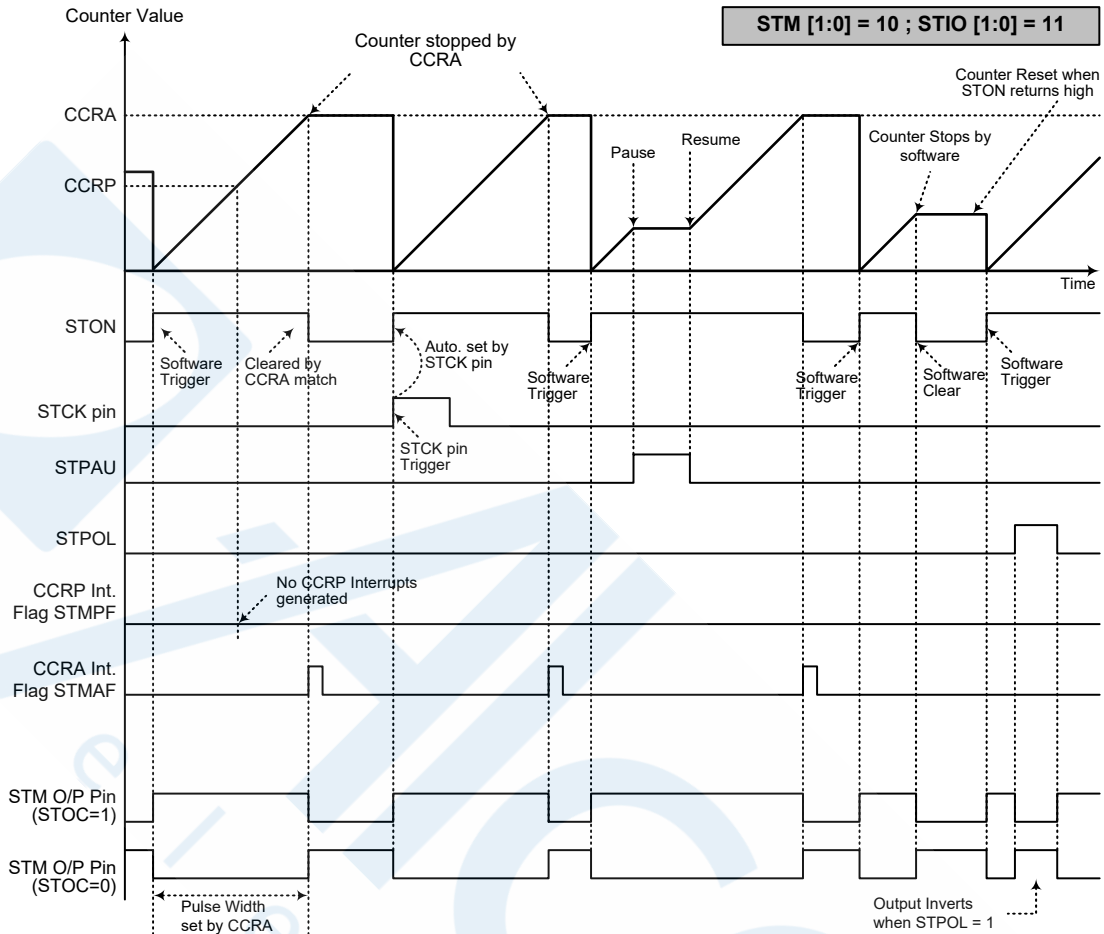 Counter Value
STM [1:0] = 10 ; STIO [1:0] = 11
Counter stopped by
CCRA
Counter Reset when
STON returns high
CCRA
Pause
Resume
Counter Stops by
software
CCRP
Time
STON
Software
Trigger
Cleared by
CCRA match
Auto. set by
STCK pin
Software
Trigger
Software
Trigger
Software
Clear
Software
Trigger
STCK pin
STCK pin
Trigger
STPAU
STPOL
CCRP Int.
Flag STMPF
No CCRP Interrupts
generated
CCRA Int.
Flag STMAF
STM O/P Pin
(STOC=1)
STM O/P Pin
(STOC=0)
Pulse Width
set by CCRA
Output Inverts
when STPOL = 1